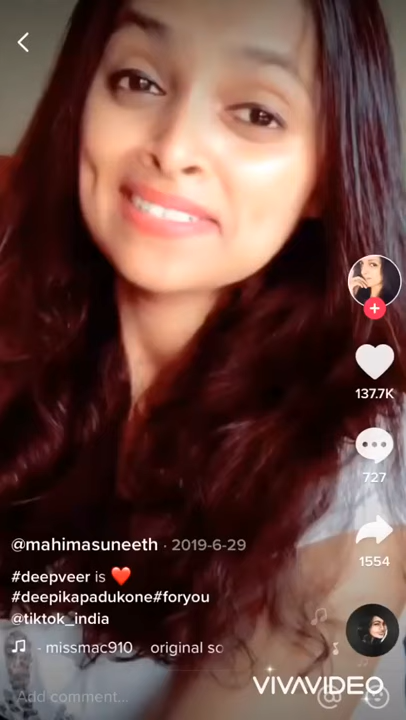 137.7K
727
1554
@mahimasuneeth · 2019-6-29
#deepveer is ❤️
#deepikapadukone#foryou
@tiktok_india
- missmac910 original so
Add comment...
VIVAVIDEO